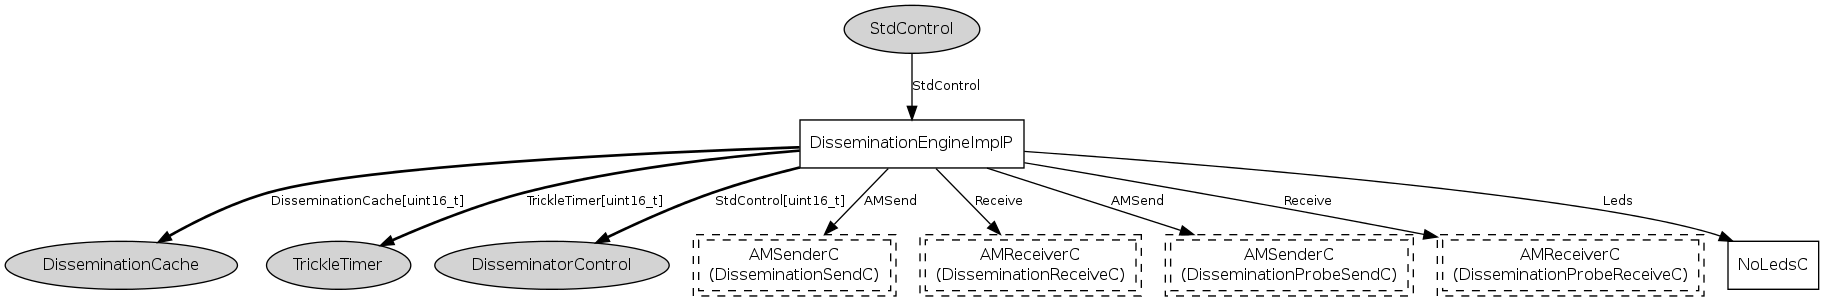 StdControl
StdControl
DisseminationEngineImplP
DisseminationCache[uint16_t]
TrickleTimer[uint16_t]
StdControl[uint16_t]
AMSend
Receive
AMSend
Receive
Leds
DisseminationCache
TrickleTimer
DisseminatorControl
AMSenderC
(DisseminationSendC)
AMReceiverC
(DisseminationReceiveC)
AMSenderC
(DisseminationProbeSendC)
AMReceiverC
(DisseminationProbeReceiveC)
NoLedsC